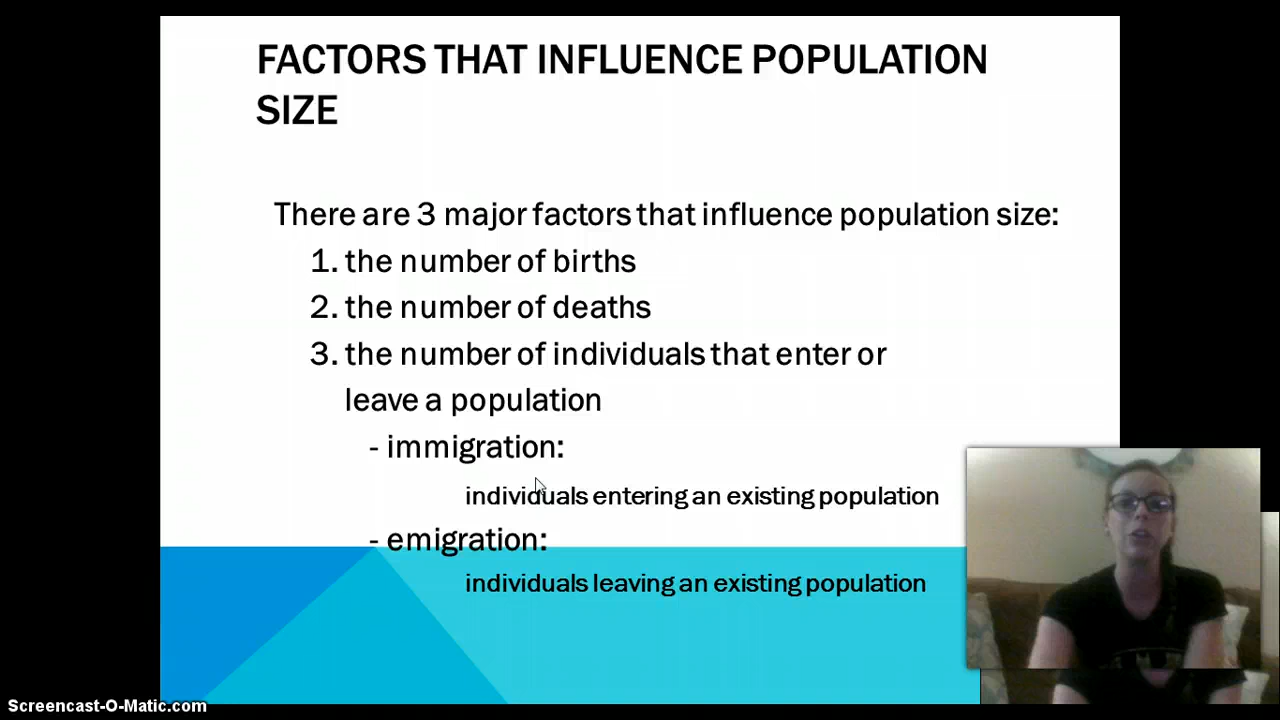 FACTORS THAT INFLUENCE POPULATION
SIZE
There are 3 major factors that influence population size:
1. the number of births
2. the number of deaths
3. the number of individuals that enter or
leave a population
- immigration:
individuals entering an existing population
- emigration:
individuals leaving an existing population
Screencast-O-Matic.com